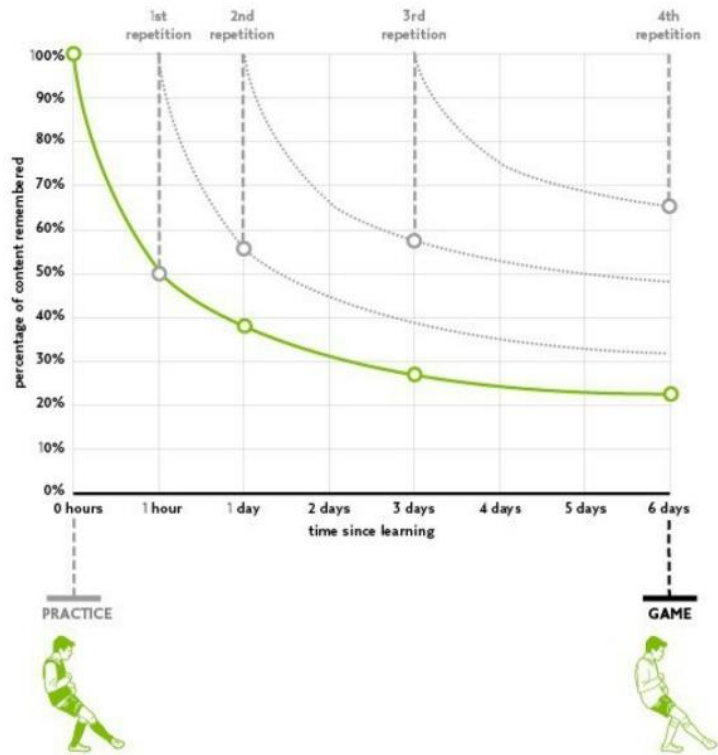 1st
repetition
2nd
repetition
3rd
repetition
4th
repetition
100%
90%
80%
70%
60%
50%
40%
30%
20%
10%
0%
percentage of content remembered
0 hours
1 hour
1 day
2 days
3 days
4 days
5 days
6 days
time since learning
PRACTICE
GAME